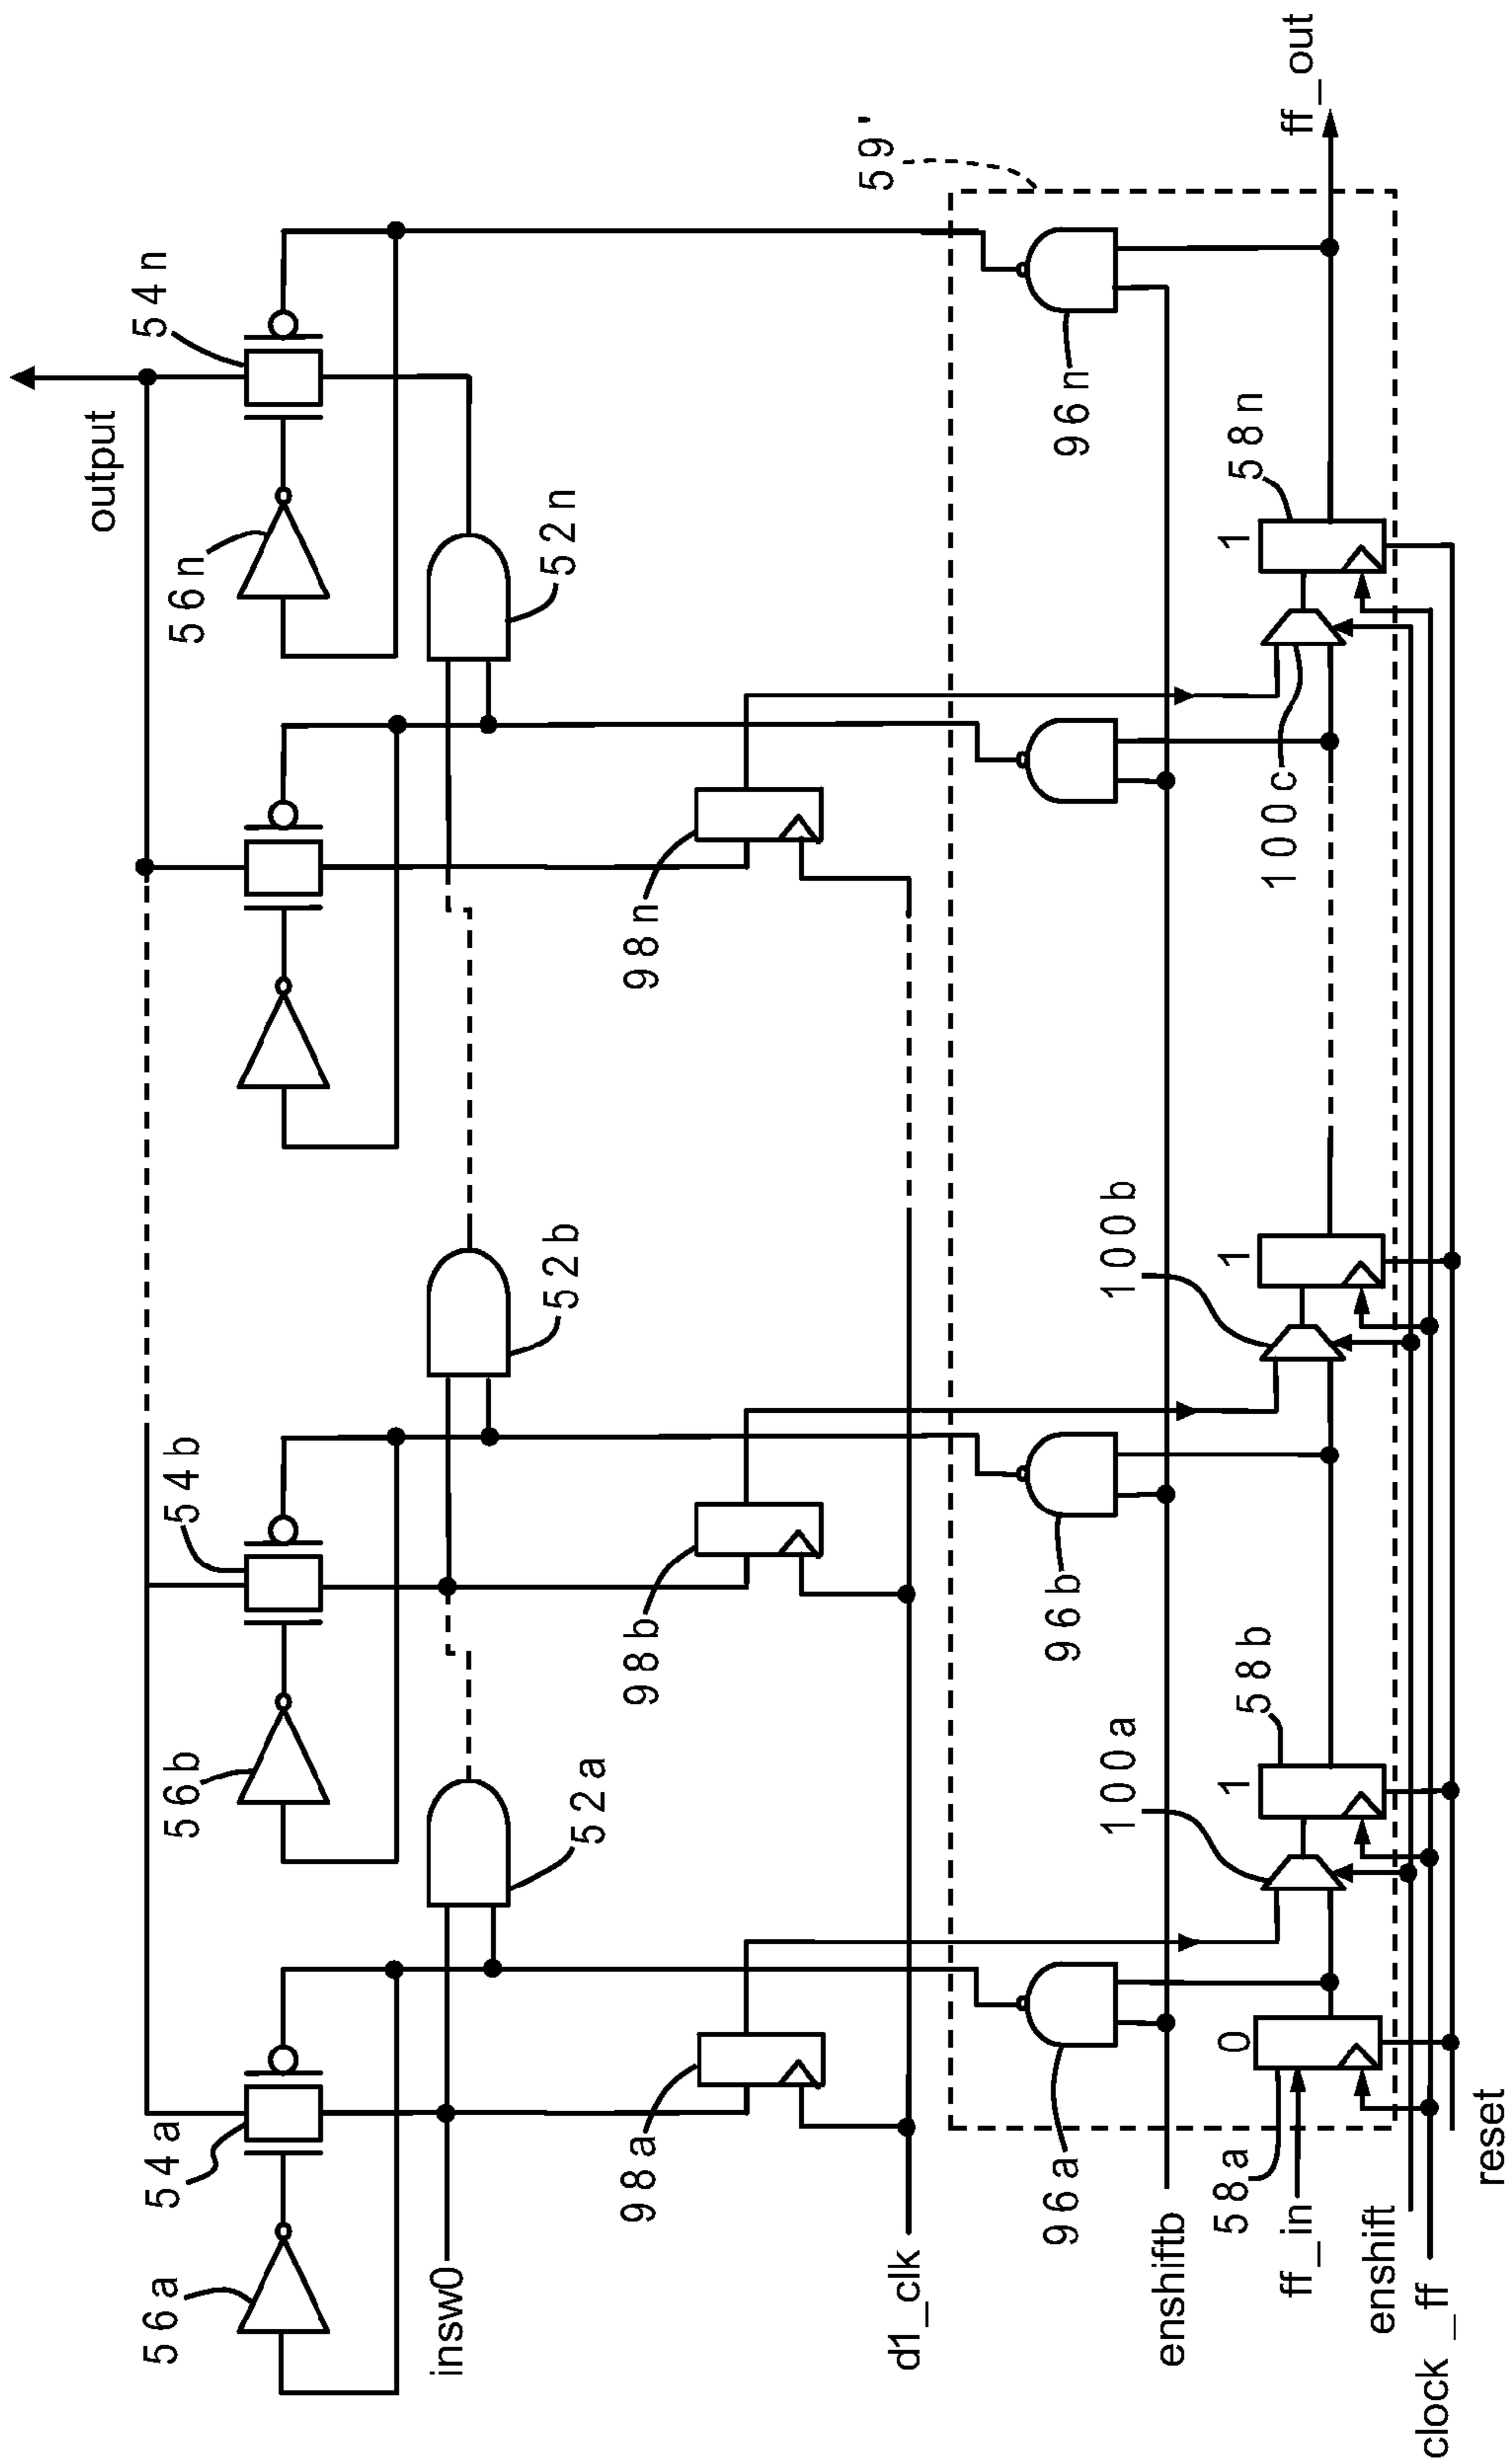 output
56a
54a
56b
54b
56n
54n
insw0
52a
52b
52n
98a
98b
98n
d1_clk
59'
96a
96b
96n
enshiftb
58a
0
100a
58b
1
100b
1
100c
58n
1
ff_in
ff_out
enshift
clock_ff
reset